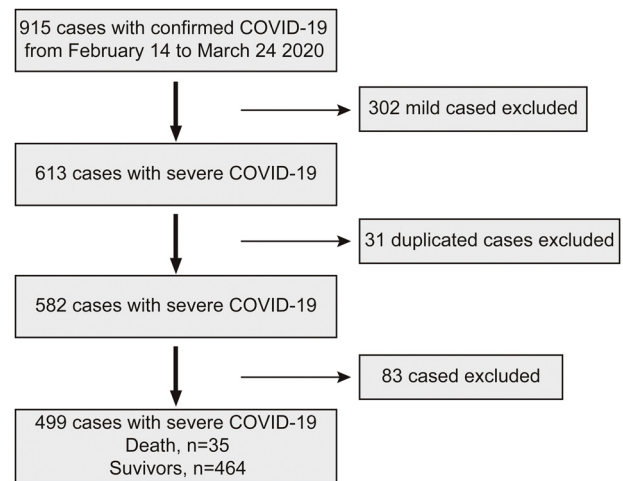 915 cases with confirmed COVID-19
from February 14 to March 24 2020
302 mild cased excluded
613 cases with severe COVID-19
31 duplicated cases excluded
582 cases with severe COVID-19
83 cased excluded
499 cases with severe COVID-19
Death, n=35
Suvivors, n=464